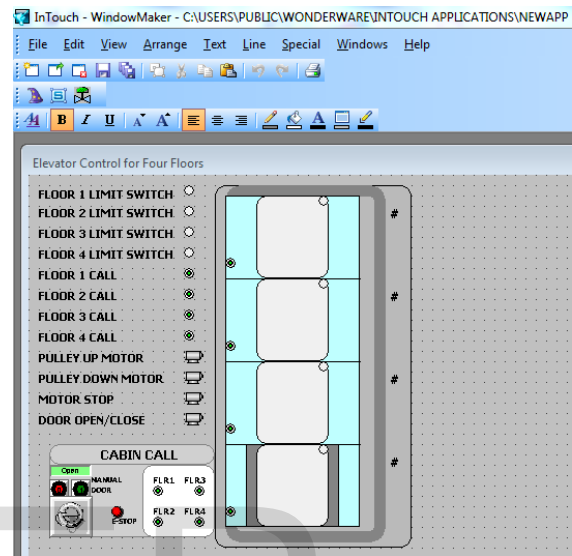 InTouch - WindowMaker - C:\USERS\PUBLIC\WONDERWARE\INTOUCH APPLICATIONS\NEWAPP
File Edit View Arrange Text Line Special Windows Help
A B I U A A A
Elevator Control for Four Floors
FLOOR 1 LIMIT SWITCH
FLOOR 2 LIMIT SWITCH
FLOOR 3 LIMIT SWITCH
FLOOR 4 LIMIT SWITCH
FLOOR 1 CALL
FLOOR 2 CALL
FLOOR 3 CALL
FLOOR 4 CALL
PULLEY UP MOTOR
PULLEY DOWN MOTOR
MOTOR STOP
DOOR OPEN/CLOSE
#
#
#
#
CABIN CALL
Open
MANUAL
DOOR
FLR1 FLR3
E-STOP
FLR2 FLR4